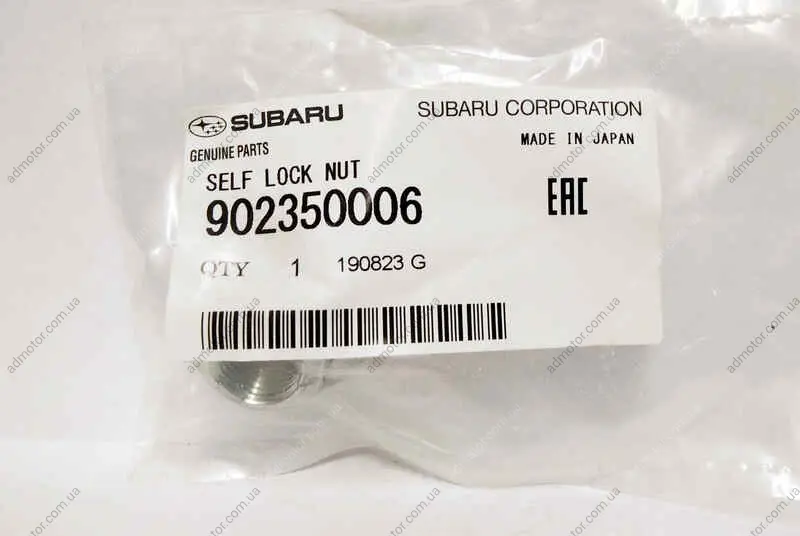 SUBARU
SUBARU CORPORATION
GENUINE PARTS
MADE IN JAPAN
SELF LOCK NUT
902350006
EAC
QTY 1 190823 G
admotor.com.ua